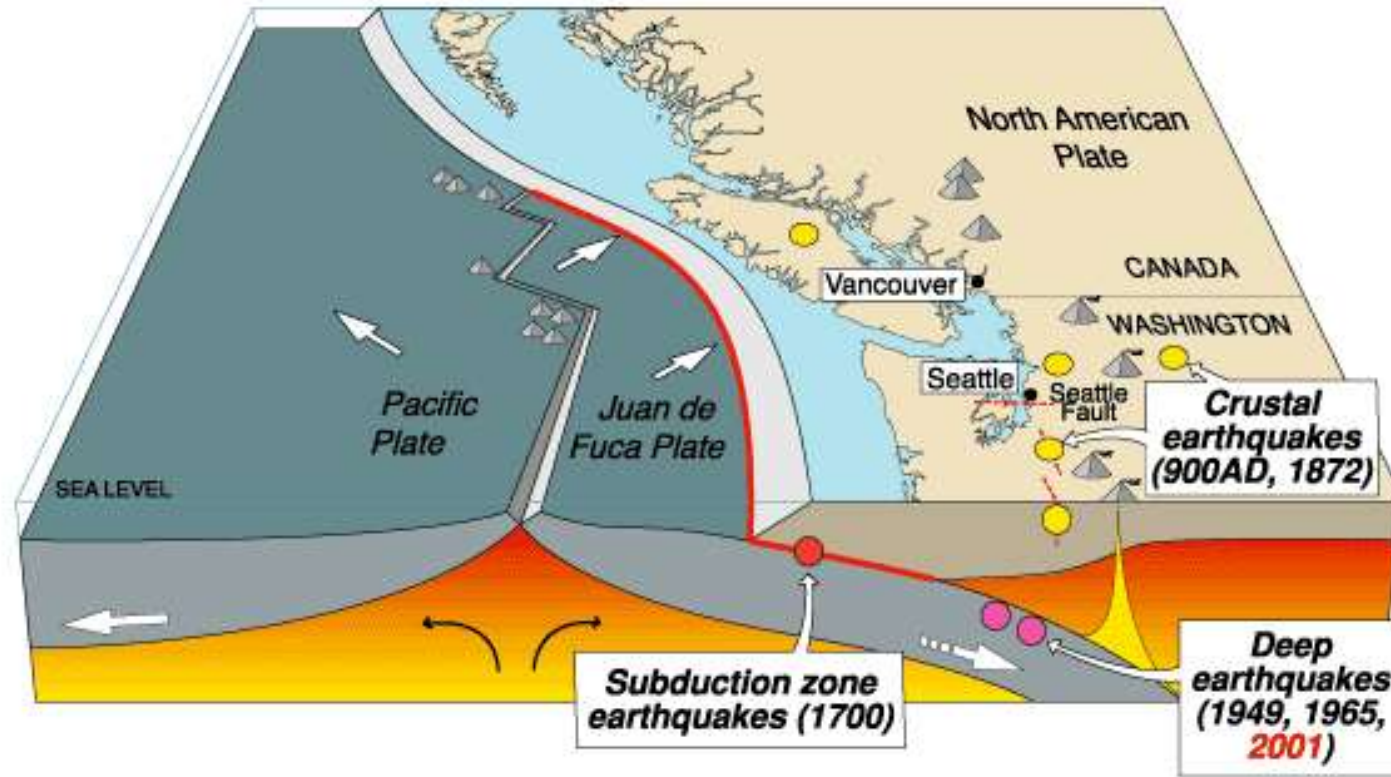 North American
Plate
CANADA
Vancouver
WASHINGTON
Seattle
Seattle
Fault
Pacific
Plate
Juan de
Fuca Plate
Crustal
earthquakes
(900AD, 1872)
SEA LEVEL
Subduction zone
earthquakes (1700)
Deep
earthquakes
(1949, 1965,
2001)